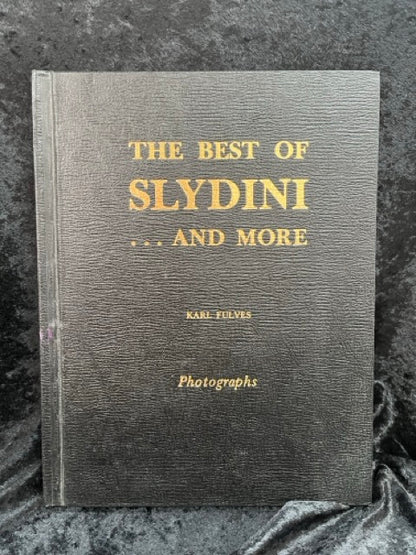 THE BEST OF
SLYDINI
...AND MORE
KARL FULVES
Photographs